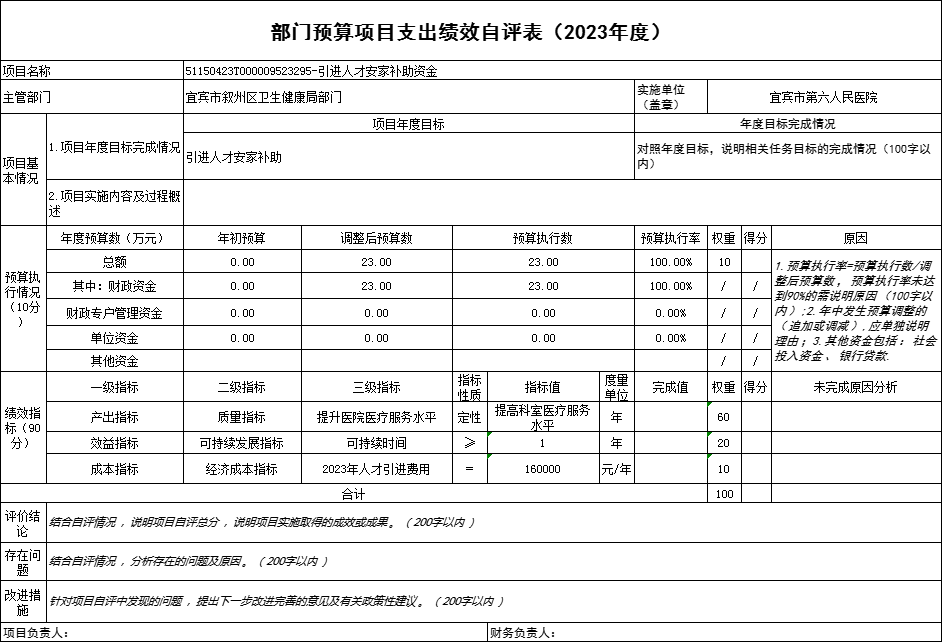 部门预算项目支出绩效自评表（2023年度）
项目名称 51150423T000009523295-引进人才安家补助资金
主管部门 宜宾市叙州区卫生健康局部门 实施单位（盖章） 宜宾市第六人民医院
项目基本情况 1.项目年度目标完成情况 项目年度目标 年度目标完成情况
引进人才安家补助 对照年度目标，说明相关任务目标的完成情况（100字以内）
2.项目实施内容及过程概述
预算执行情况（10分） 年度预算数（万元） 年初预算 调整后预算数 预算执行数 预算执行率 权重 得分 原因
总额 0.00 23.00 23.00 100.00% 10
其中：财政资金 0.00 23.00 23.00 100.00% / /
财政专户管理资金 0.00 0.00 0.00 0.00% / /
单位资金 0.00 0.00 0.00 0.00% / /
其他资金 / /
1.预算执行率=预算执行数/调整后预算数，预算执行率未达到90%的需说明原因（100字以内）;2.年中发生预算调整的（追加或调减）,应单独说明理由；3.其他资金包括：社会投入资金、银行贷款.
绩效指标（90分） 一级指标 二级指标 三级指标 指标性质 指标值 度量单位 完成值 权重 得分 未完成原因分析
产出指标 质量指标 提升医院医疗服务水平 定性 提高科室医疗服务水平 年 60
效益指标 可持续发展指标 可持续时间 ≥ 1 年 20
成本指标 经济成本指标 2023年人才引进费用 = 160000 元/年 10
合计 100
评价结论 结合自评情况，说明项目自评总分，说明项目实施取得的成效或成果。（200字以内）
存在问题 结合自评情况，分析存在的问题及原因。（200字以内）
改进措施 针对项目自评中发现的问题，提出下一步改进完善的意见及有关政策性建议。（200字以内）
项目负责人： 财务负责人：